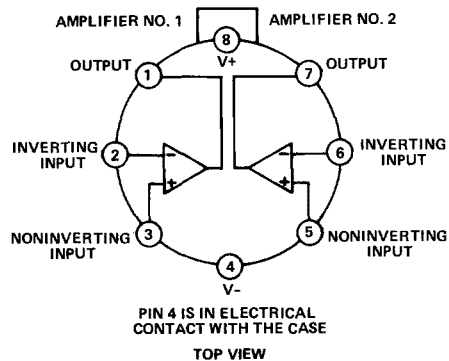 AMPLIFIER NO. 1
AMPLIFIER NO. 2
8
V+
OUTPUT
1
7
OUTPUT
INVERTING
INPUT
2
−
+
−
+
6
INVERTING
INPUT
NONINVERTING
INPUT
3
5
NONINVERTING
INPUT
4
V−
PIN 4 IS IN ELECTRICAL
CONTACT WITH THE CASE
TOP VIEW